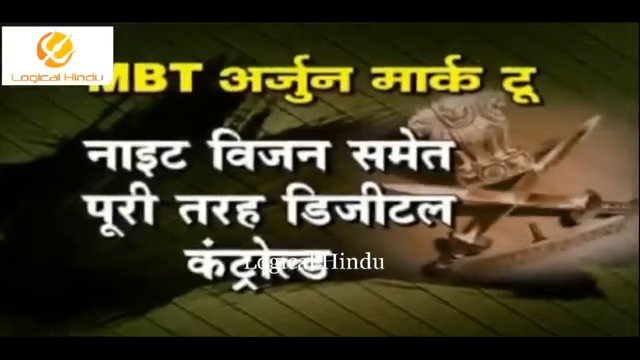 Logical Hindu
MBT अर्जुन मार्क टू
नाइट विजन समेत
पूरी तरह डिजीटल
कंट्रोल्ड
Logical Hindu